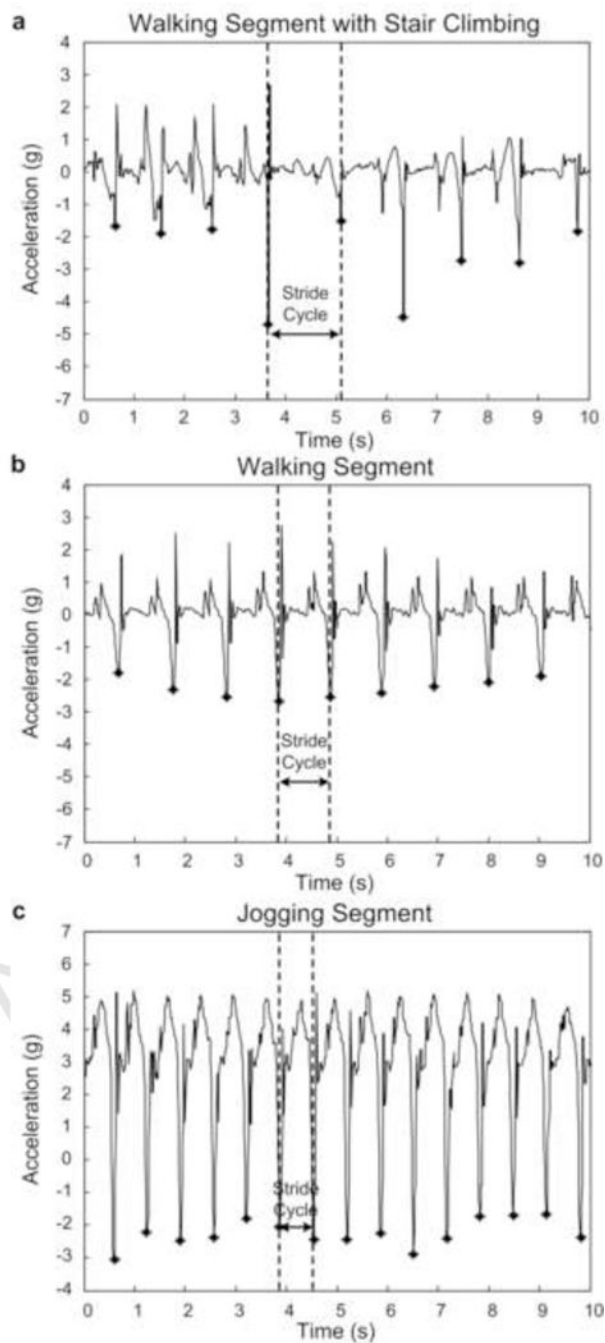 a Walking Segment with Stair Climbing
4
3
2
1
0
-1
-2
-3
-4
-5
-6
-7
Acceleration (g)
Stride
Cycle
0 1 2 3 4 5 6 7 8 9 10
Time (s)
b Walking Segment
4
3
2
1
0
-1
-2
-3
-4
-5
-6
-7
Acceleration (g)
Stride
Cycle
0 1 2 3 4 5 6 7 8 9 10
Time (s)
c Jogging Segment
7
6
5
4
3
2
1
0
-1
-2
-3
-4
Acceleration (g)
Stride
Cycle
0 1 2 3 4 5 6 7 8 9 10
Time (s)